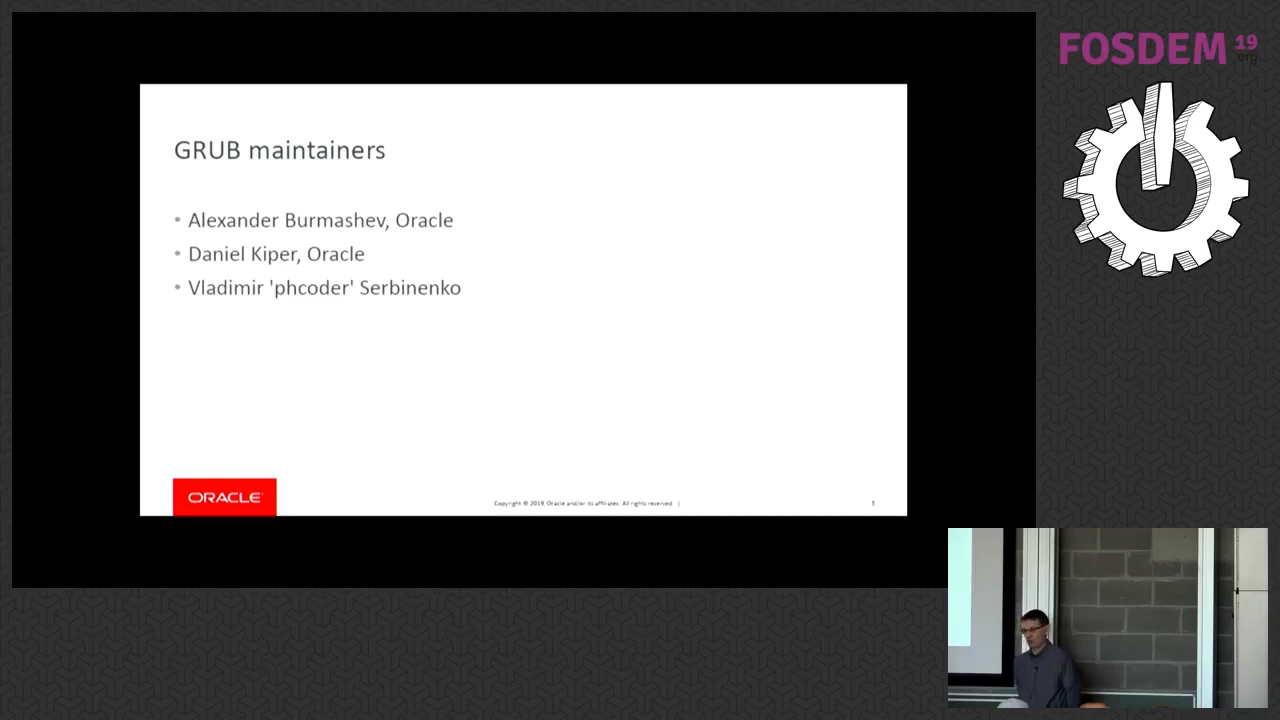 FOSDEM 19
.org
GRUB maintainers
• Alexander Burmashev, Oracle
• Daniel Kiper, Oracle
• Vladimir 'phcoder' Serbinenko
ORACLE
Copyright © 2019, Oracle and/or its affiliates. All rights reserved. |